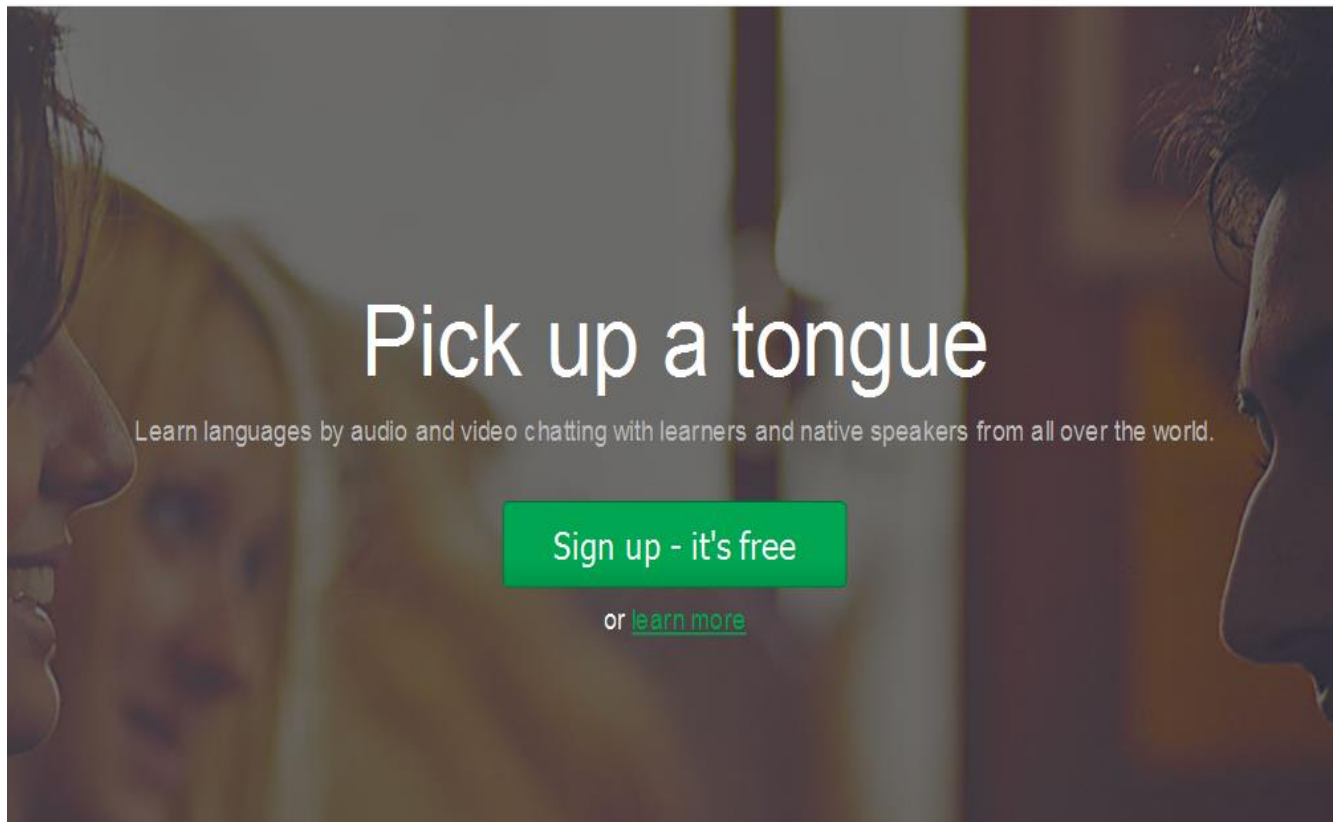 Pick up a tongue
Learn languages by audio and video chatting with learners and native speakers from all over the world.
Sign up - it's free
or learn more